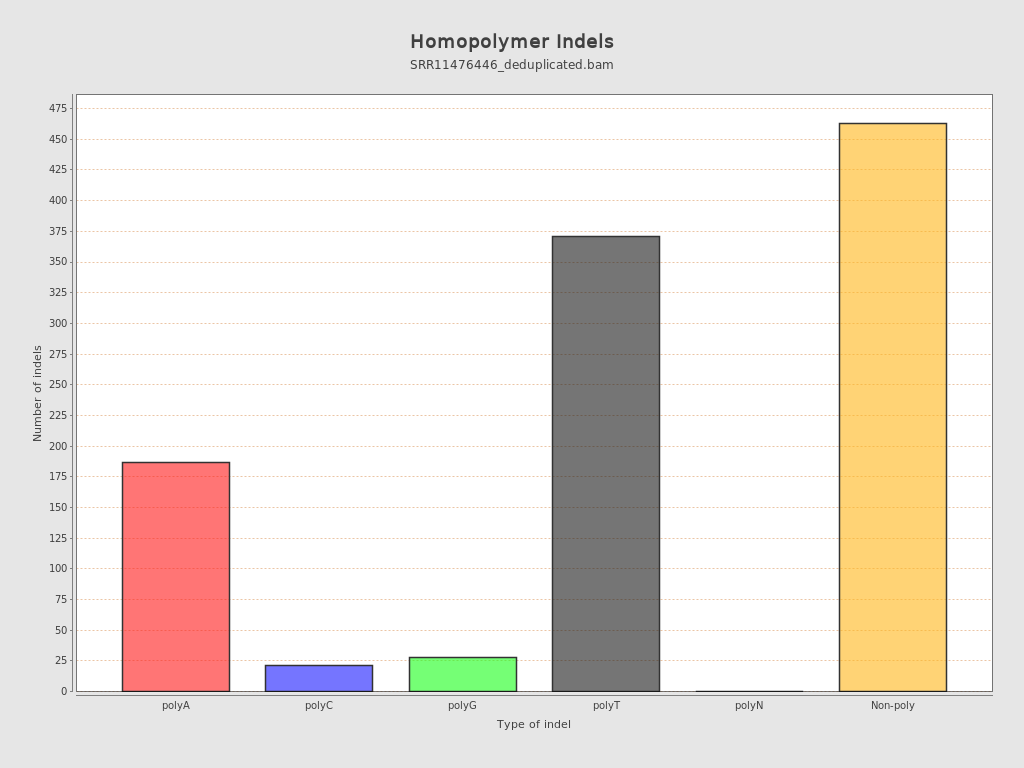 Homopolymer Indels
SRR11476446_deduplicated.bam
475
450
425
400
375
350
325
300
275
250
225
200
175
150
125
100
75
50
25
0
Number of indels
polyA
polyC
polyG
polyT
polyN
Non-poly
Type of indel